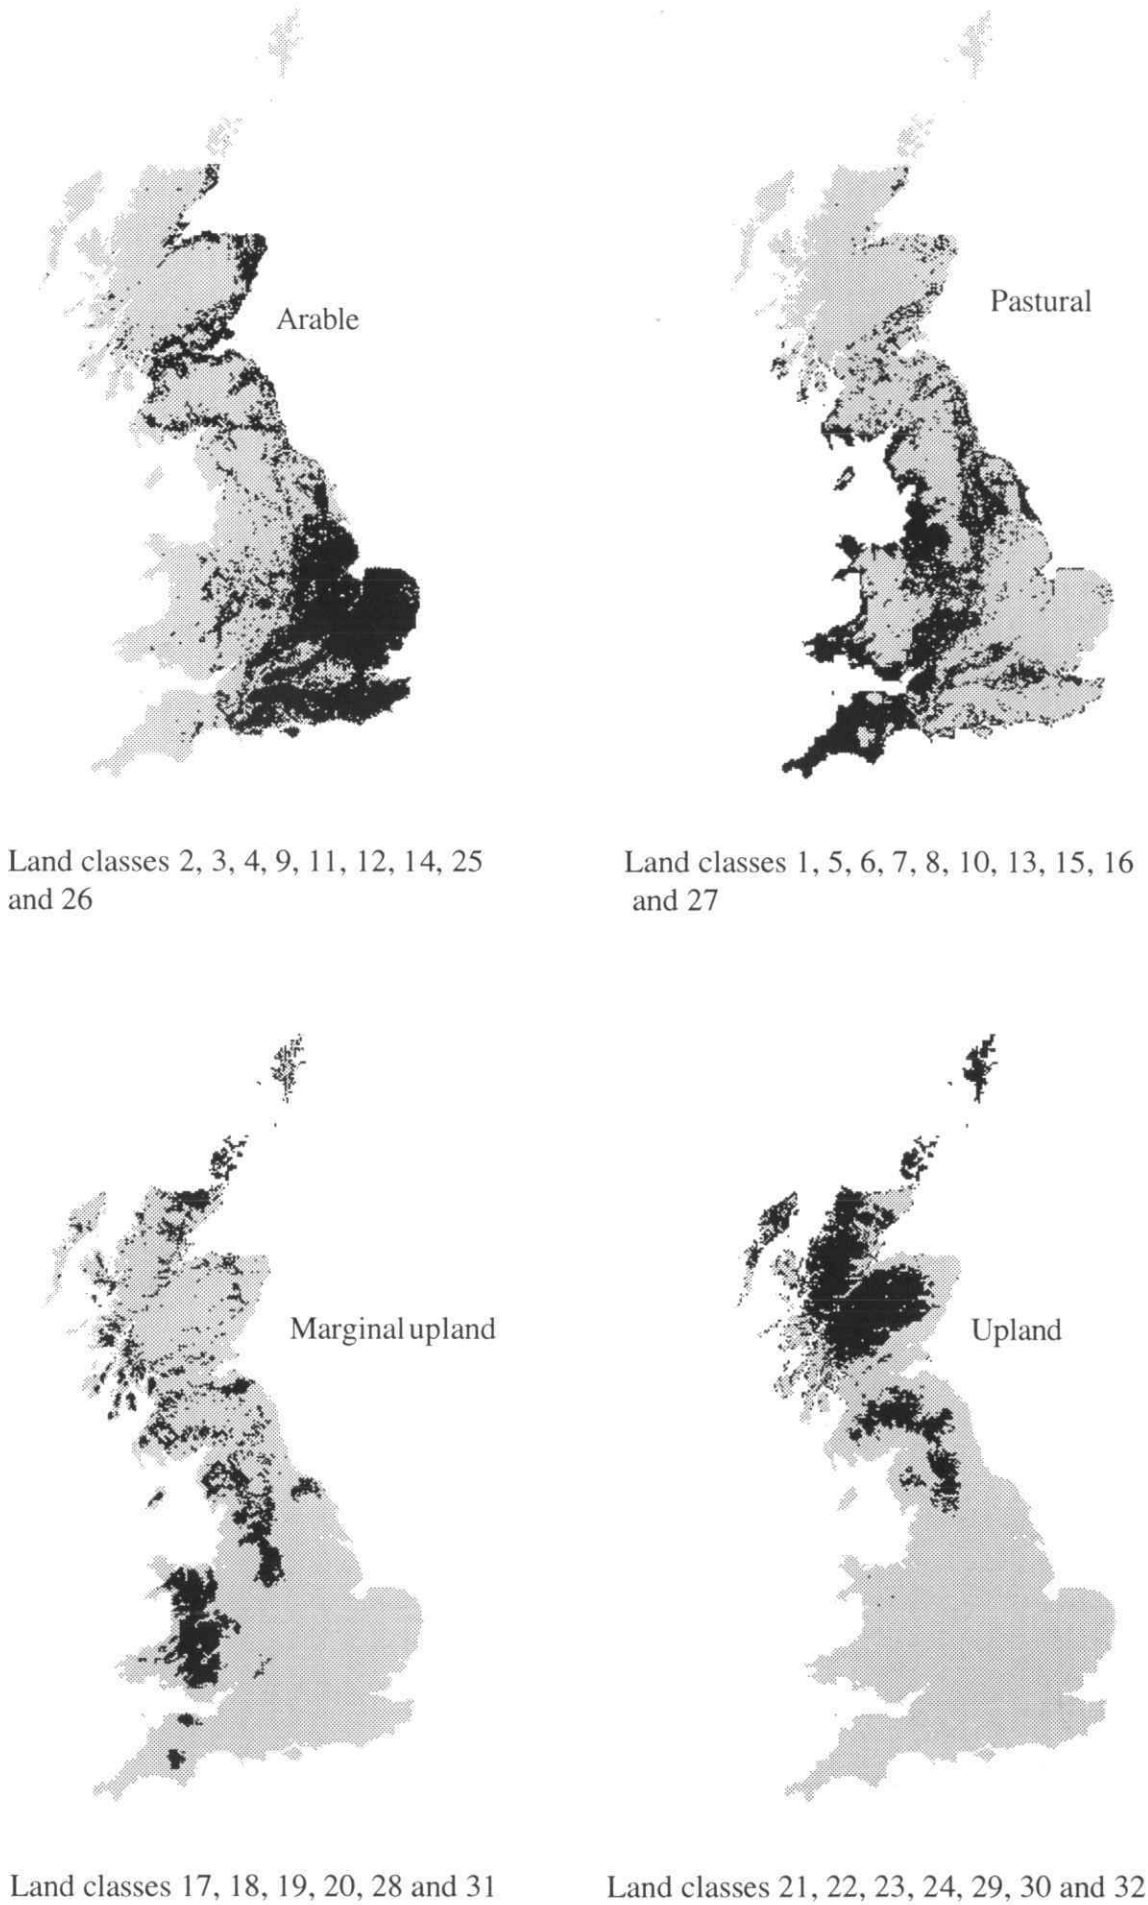 Arable
Pastural
Land classes 2, 3, 4, 9, 11, 12, 14, 25
and 26
Land classes 1, 5, 6, 7, 8, 10, 13, 15, 16
and 27
Marginal upland
Upland
Land classes 17, 18, 19, 20, 28 and 31
Land classes 21, 22, 23, 24, 29, 30 and 32